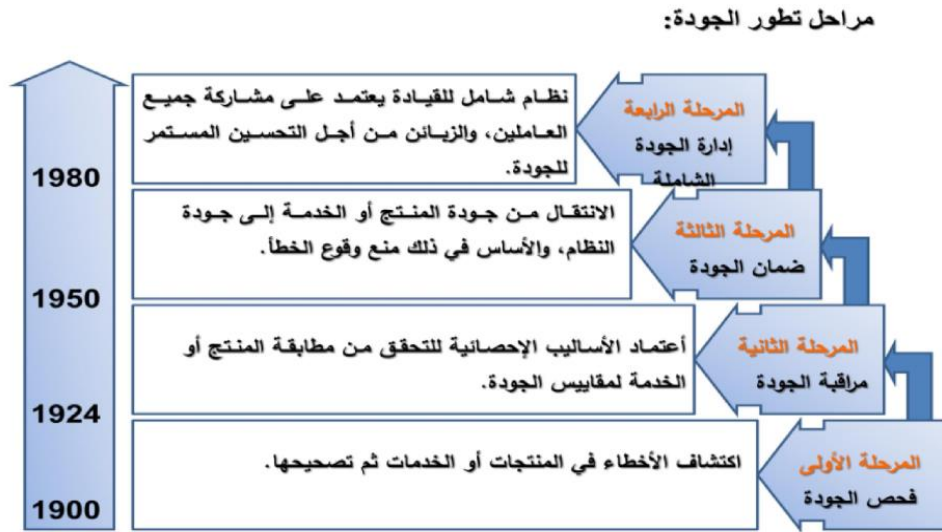 مراحل تطور الجودة:
المرحلة الرابعة
إدارة الجودة
الشاملة
نظام شامل للقيادة يعتمد على مشاركة جميع
العاملين، والزبائن من أجل التحسين المستمر
للجودة.
1980
المرحلة الثالثة
ضمان الجودة
الانتقال من جودة المنتج أو الخدمة إلى جودة
النظام، والأساس في ذلك منع وقوع الخطأ.
1950
المرحلة الثانية
مراقبة الجودة
أعتماد الأساليب الإحصائية للتحقق من مطابقة المنتج أو
الخدمة لمقاييس الجودة.
1924
المرحلة الأولى
فحص الجودة
اكتشاف الأخطاء في المنتجات أو الخدمات ثم تصحيحها.
1900